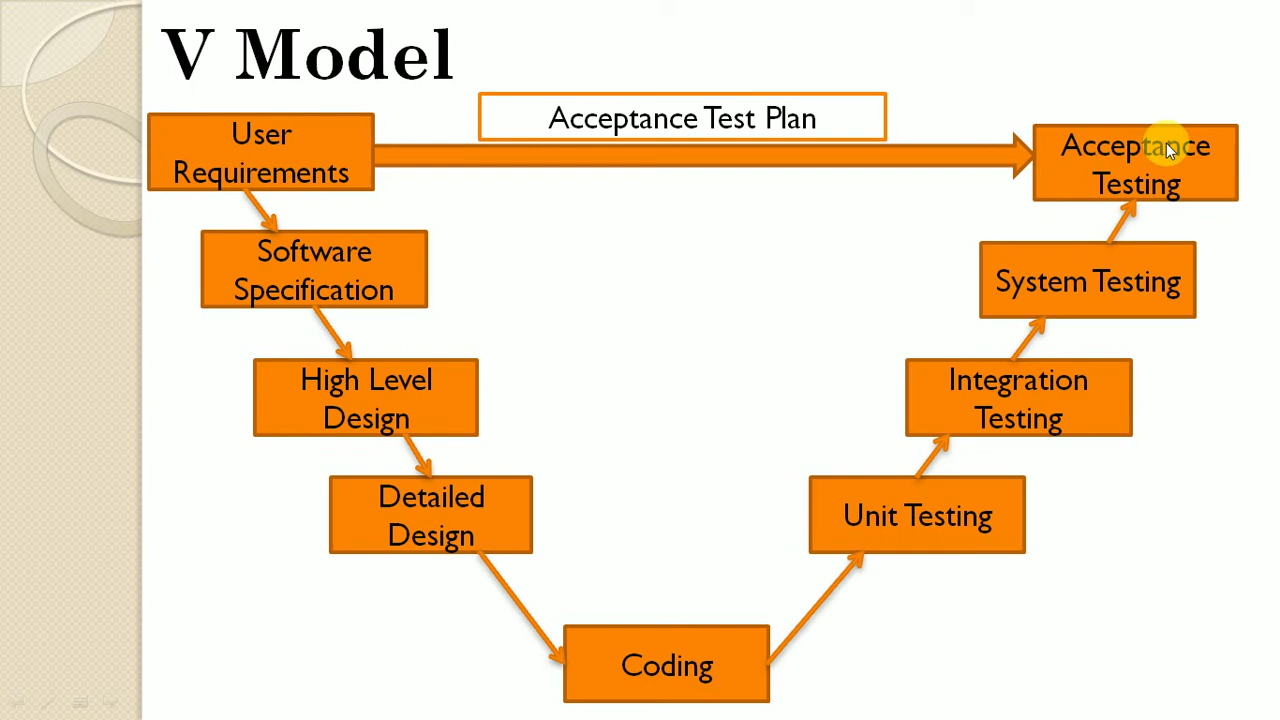 V Model
Acceptance Test Plan
User
Requirements
Acceptance
Testing
Software
Specification
System Testing
High Level
Design
Integration
Testing
Detailed
Design
Unit Testing
Coding